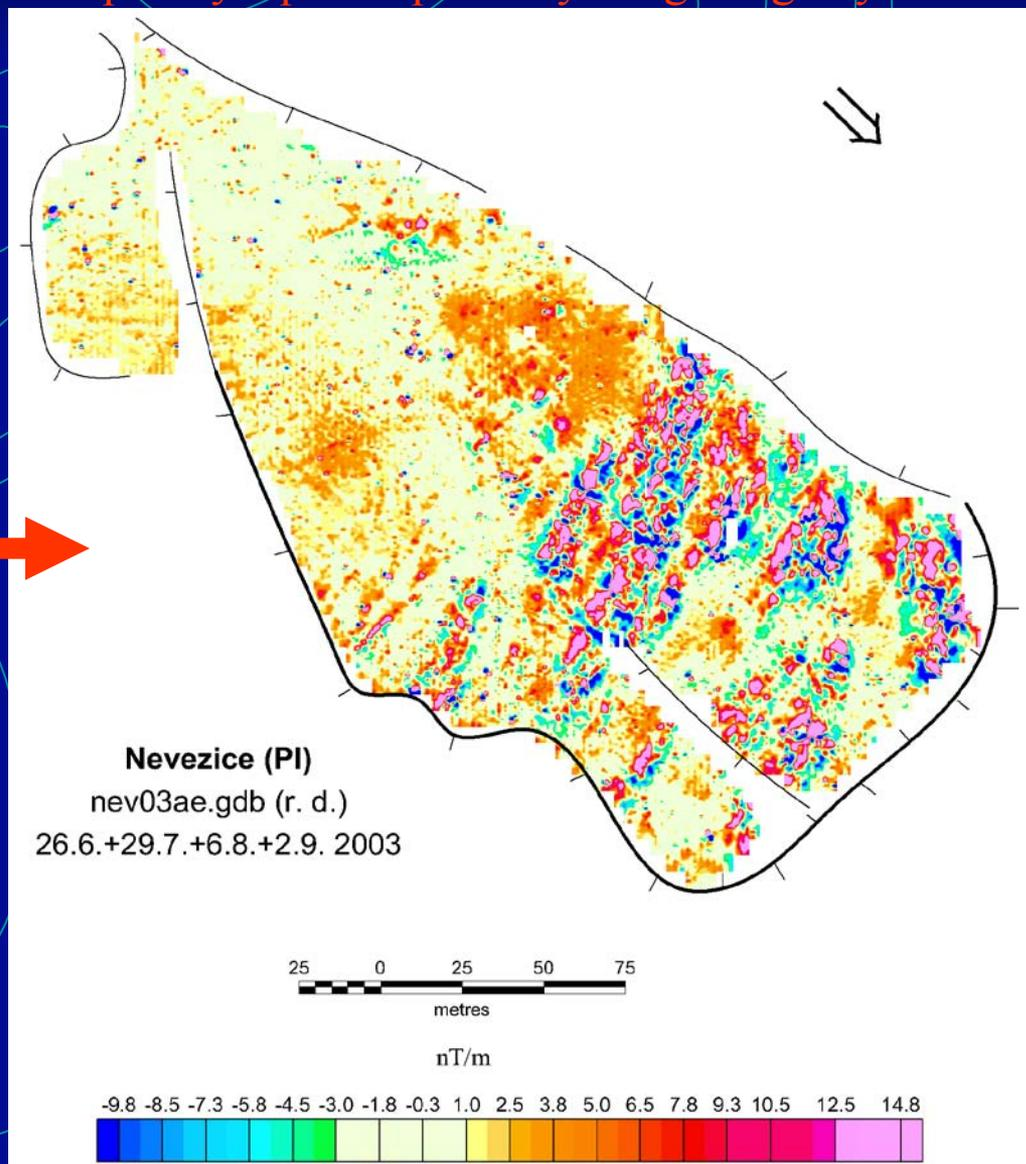 Nevezice (PI)
nev03ae.gdb (r. d.)
26.6.+29.7.+6.8.+2.9. 2003
25 0 25 50 75
metres
nT/m
-9.8 -8.5 -7.3 -5.8 -4.5 -3.0 -1.8 -0.3 1.0 2.5 3.8 5.0 6.5 7.8 9.3 10.5 12.5 14.8